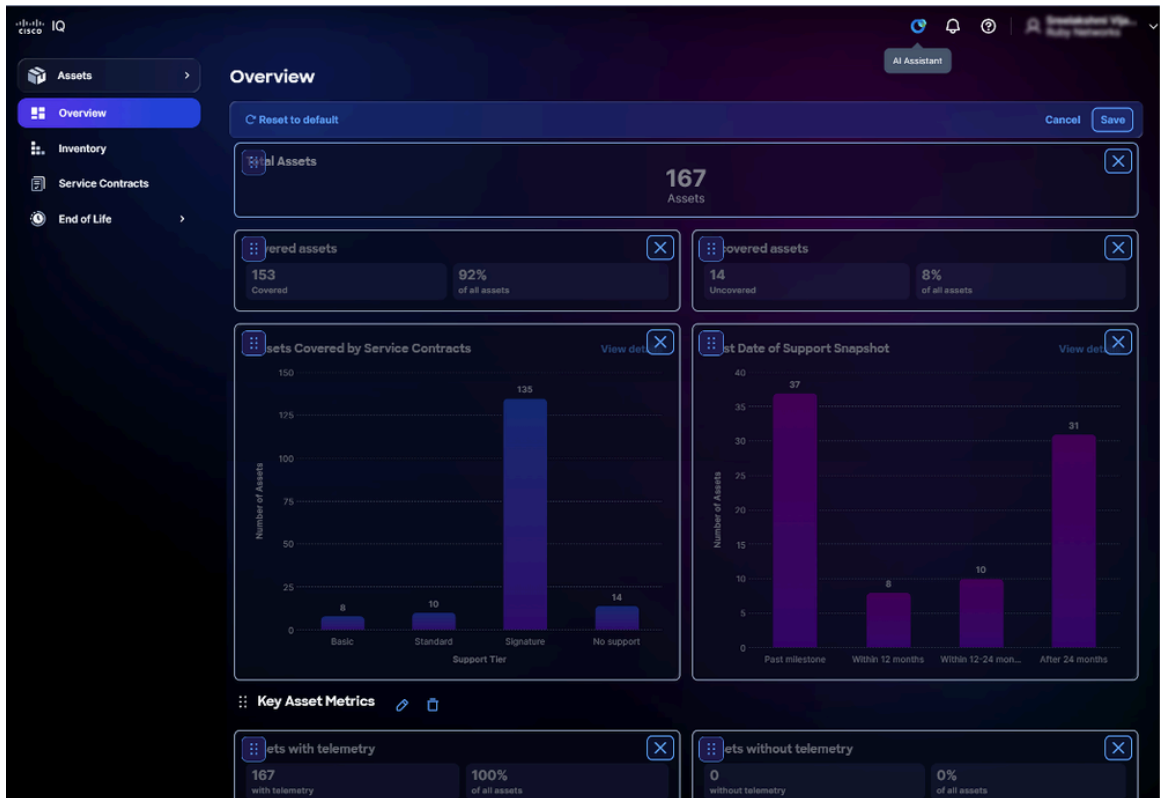 CISCO IQ
AI Assistant
Assets
Overview
Inventory
Service Contracts
End of Life
Overview
Reset to default
Cancel
Save
Total Assets
167
Assets
vered assets
153
Covered
92%
of all assets
covered assets
14
Uncovered
8%
of all assets
sets Covered by Service Contracts
View det
150
125
100
75
50
25
0
Number of Assets
8
10
135
14
Basic
Standard
Signature
No support
Support Tier
st Date of Support Snapshot
View det
40
35
30
25
20
15
10
5
0
Number of Assets
37
8
10
31
Past milestone
Within 12 months
Within 12-24 mon...
After 24 months
Key Asset Metrics
ets with telemetry
167
with telemetry
100%
of all assets
ets without telemetry
0
without telemetry
0%
of all assets